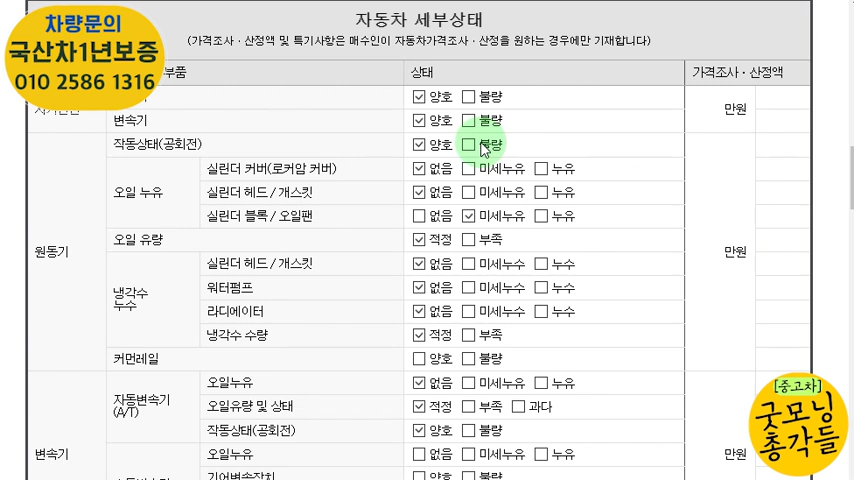 차량문의
국산차1년보증
010 2586 1316
자동차 세부상태
(가격조사·산정액 및 특기사항은 매수인이 자동차가격조사·산정을 원하는 경우에만 기재합니다)
부품 상태 가격조사·산정액
양호 불량
만원
변속기 양호 불량
원동기
작동상태(공회전) 양호 불량
오일 누유
실린더 커버(로커암 커버) 없음 미세누유 누유
실린더 헤드 / 개스킷 없음 미세누유 누유
실린더 블록 / 오일팬 없음 미세누유 누유
오일 유량 적정 부족
만원
냉각수
누수
실린더 헤드 / 개스킷 없음 미세누수 누수
워터펌프 없음 미세누수 누수
라디에이터 없음 미세누수 누수
냉각수 수량 적정 부족
커먼레일 양호 불량
변속기
자동변속기
(A/T)
오일누유 없음 미세누유 누유
오일유량 및 상태 적정 부족 과다
작동상태(공회전) 양호 불량
오일누유 없음 미세누유 누유
만원
기어변속장치 양호 불량
[중고차]
굿모닝
총각들